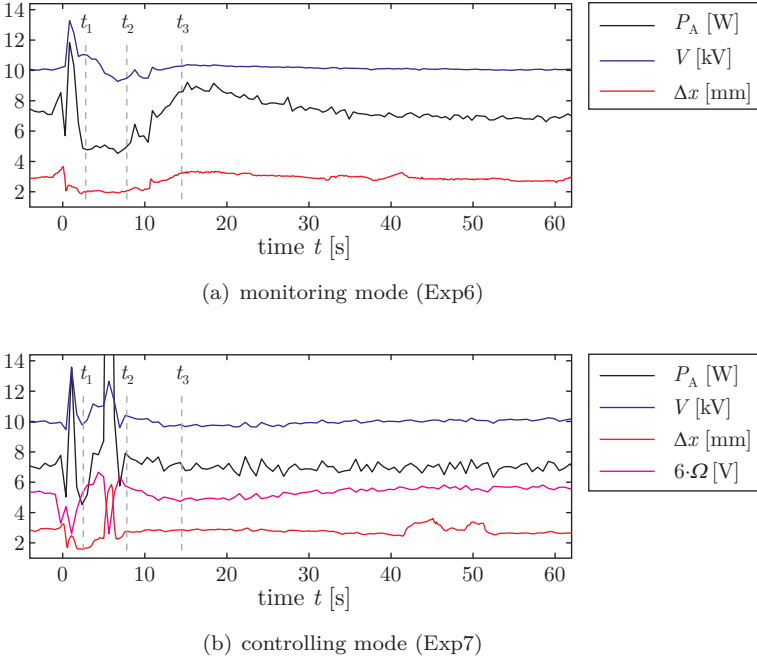 14
12
10
8
6
4
2
t₁
t₂
t₃
0
10
20
30
40
50
60
time t [s]
P_A [W]
V [kV]
Δx [mm]
(a) monitoring mode (Exp6)
14
12
10
8
6
4
2
t₁
t₂
t₃
0
10
20
30
40
50
60
time t [s]
P_A [W]
V [kV]
Δx [mm]
6·Ω [V]
(b) controlling mode (Exp7)